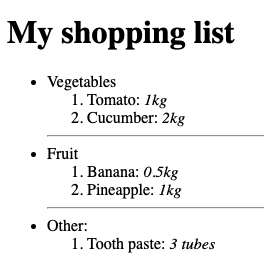 My shopping list
• Vegetables
1. Tomato: 1kg
2. Cucumber: 2kg
• Fruit
1. Banana: 0.5kg
2. Pineapple: 1kg
• Other:
1. Tooth paste: 3 tubes